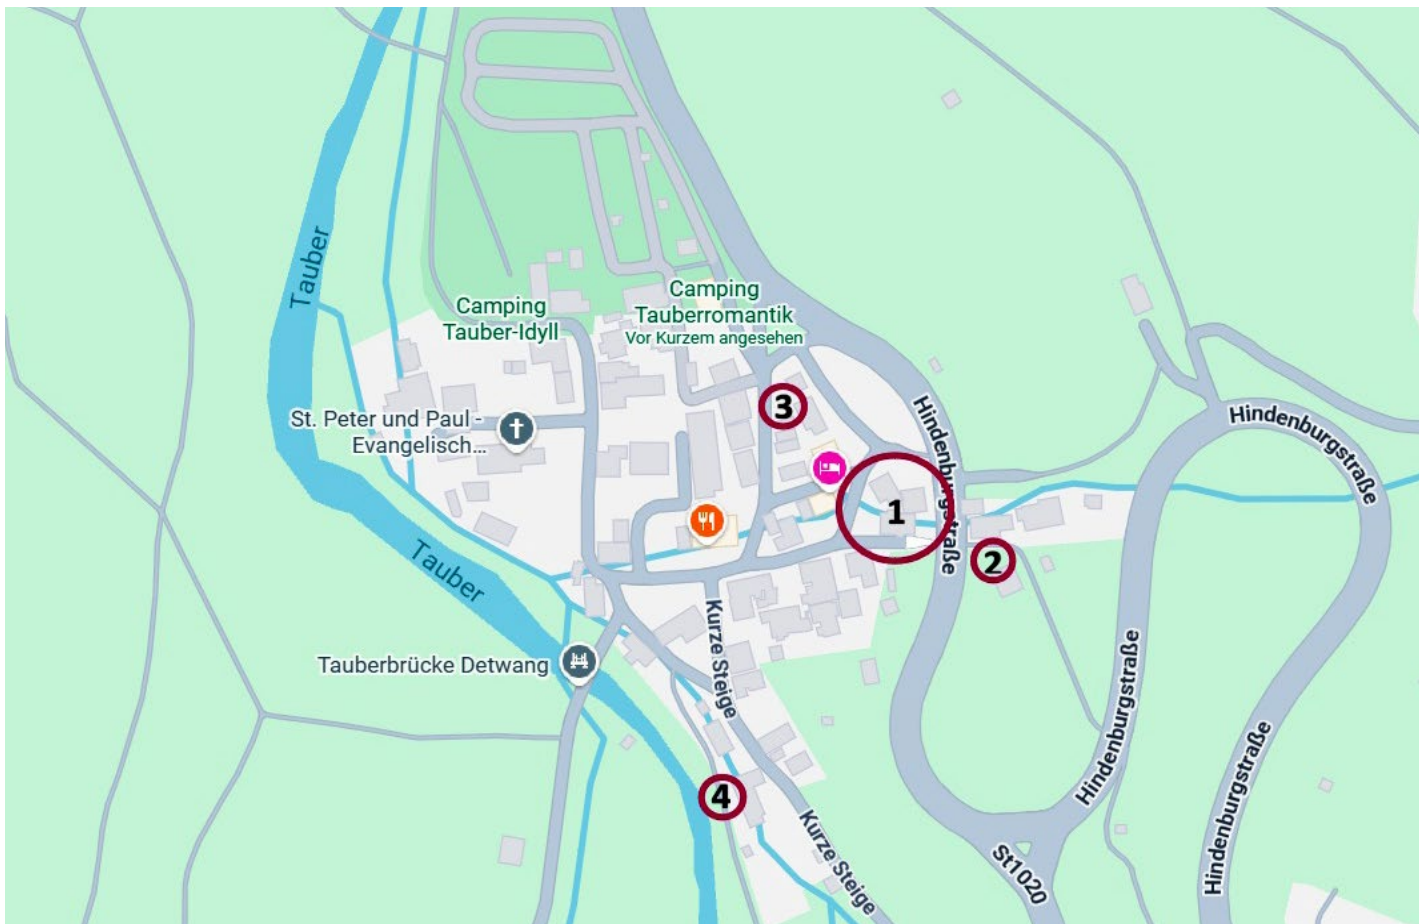 Tauber
Camping
Tauber-Idyll
Camping
Tauberromantik
Vor Kurzem angesehen
St. Peter und Paul -
Evangelisch...
3
Hindenburgstraße
Hindenburgstraße
1
2
Tauber
Kurze Steige
Tauberbrücke Detwang
Hindenburgstraße
Hindenburgstraße
4
Kurze Steige
St1020